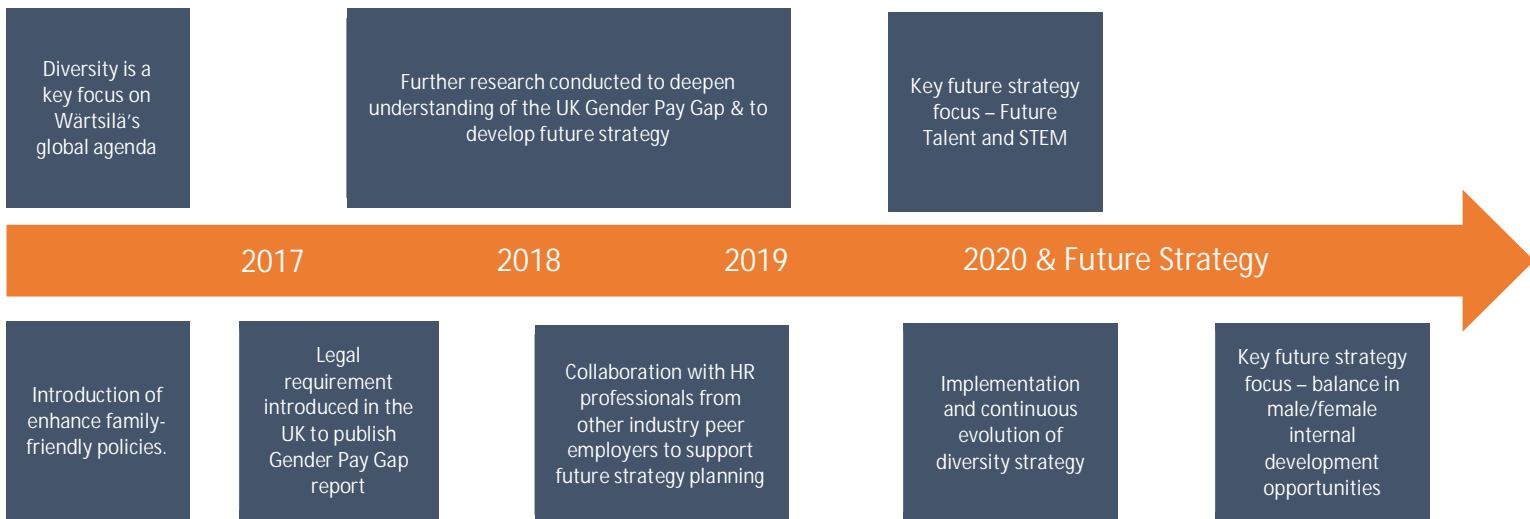 Diversity is a
key focus on
Wärtsilä's
global agenda
Further research conducted to deepen
understanding of the UK Gender Pay Gap & to
develop future strategy
Key future strategy
focus – Future
Talent and STEM
2017
2018
2019
2020 & Future Strategy
Introduction of
enhance family-
friendly policies.
Legal
requirement
introduced in the
UK to publish
Gender Pay Gap
report
Collaboration with HR
professionals from
other industry peer
employers to support
future strategy planning
Implementation
and continuous
evolution of
diversity strategy
Key future strategy
focus – balance in
male/female
internal
development
opportunities